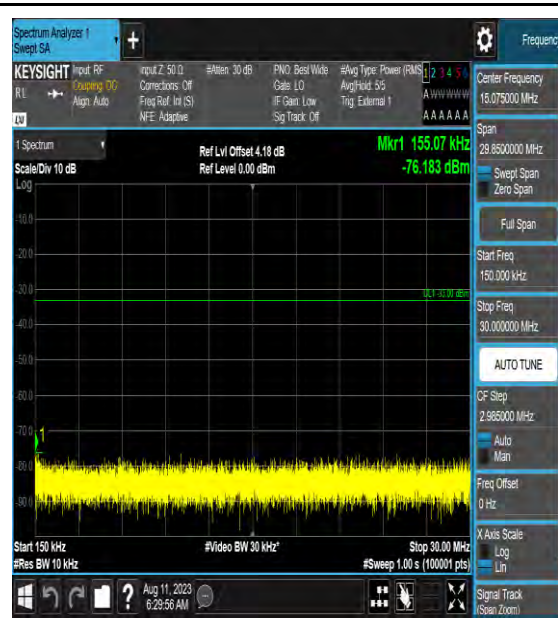 Spectrum Analyzer 1
Swept SA
Frequenc
KEYSIGHT
RL
Input: RF
Coupling: DC
Align: Auto
Input Z: 50 Ω
Corrections: Off
Freq Ref: Int (S)
NFE: Adaptive
#Atten: 30 dB
PNO: Best Wide
Gate: LO
IF Gain: Low
Sig Track: Off
#Avg Type: Power (RMS
Avg|Hold: 5/5
Trig: External 1
1 2 3 4 5 6
A W W W W W
A A A A A A
LW
1 Spectrum
Scale/Div 10 dB
Log
Ref Lvl Offset 4.18 dB
Ref Level 0.00 dBm
Mkr1 155.07 kHz
-76.183 dBm
-10.0
-20.0
-30.0
-40.0
-50.0
-60.0
-70.0
-80.0
-90.0
UL1 -33.00 dBm
1
Start 150 kHz
#Res BW 10 kHz
#Video BW 30 kHz*
Stop 30.00 MHz
#Sweep 1.00 s (100001 pts)
Aug 11, 2023
6:29:56 AM
Center Frequency
15.075000 MHz
Span
29.8500000 MHz
Swept Span
Zero Span
Full Span
Start Freq
150.000 kHz
Stop Freq
30.000000 MHz
AUTO TUNE
CF Step
2.985000 MHz
Auto
Man
Freq Offset
0 Hz
X Axis Scale
Log
Lin
Signal Track
(Span Zoom)